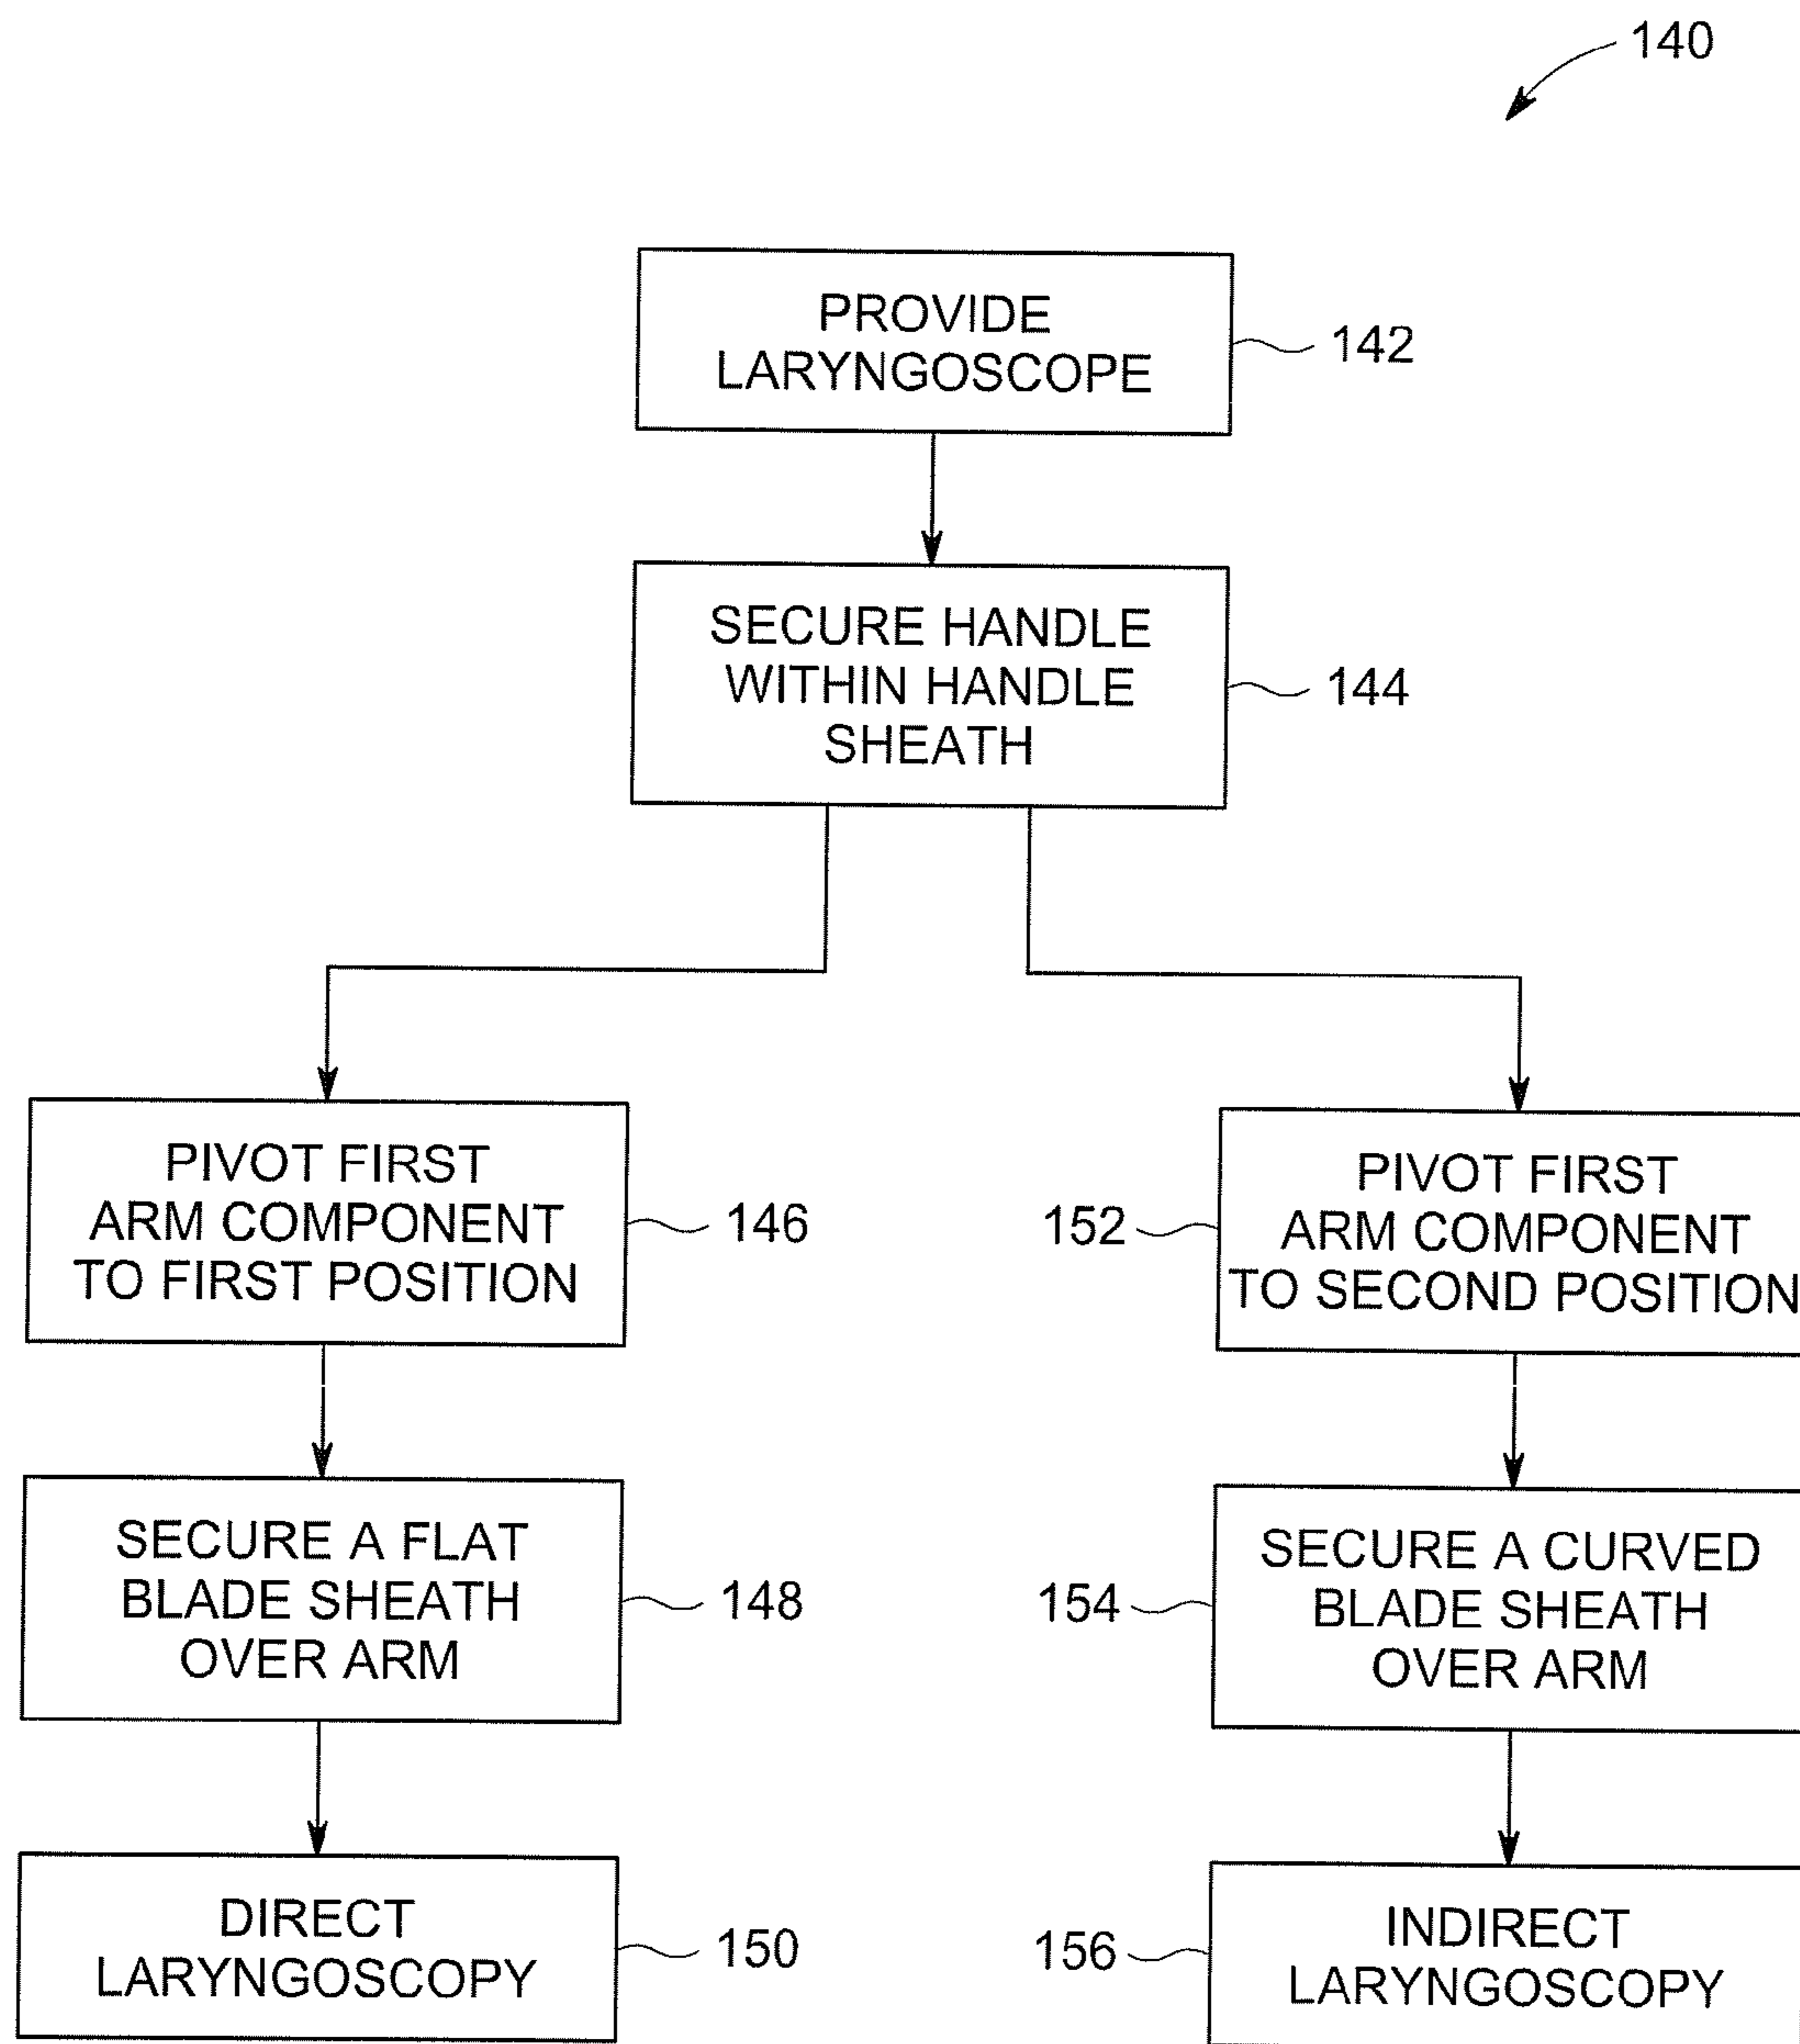 140
PROVIDE
LARYNGOSCOPE
142
SECURE HANDLE
WITHIN HANDLE
SHEATH
144
PIVOT FIRST
ARM COMPONENT
TO FIRST POSITION
146
152
PIVOT FIRST
ARM COMPONENT
TO SECOND POSITION
SECURE A FLAT
BLADE SHEATH
OVER ARM
148
154
SECURE A CURVED
BLADE SHEATH
OVER ARM
DIRECT
LARYNGOSCOPY
150
156
INDIRECT
LARYNGOSCOPY